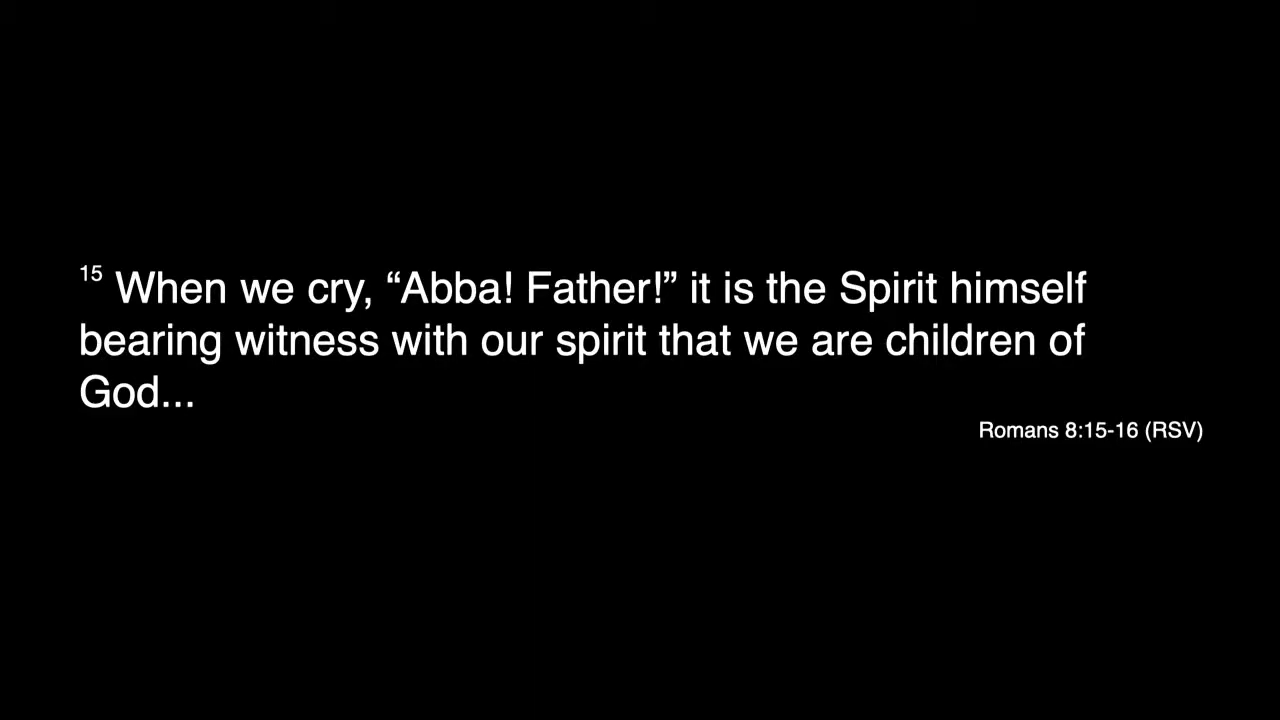 15 When we cry, “Abba! Father!” it is the Spirit himself
bearing witness with our spirit that we are children of
God...
Romans 8:15-16 (RSV)